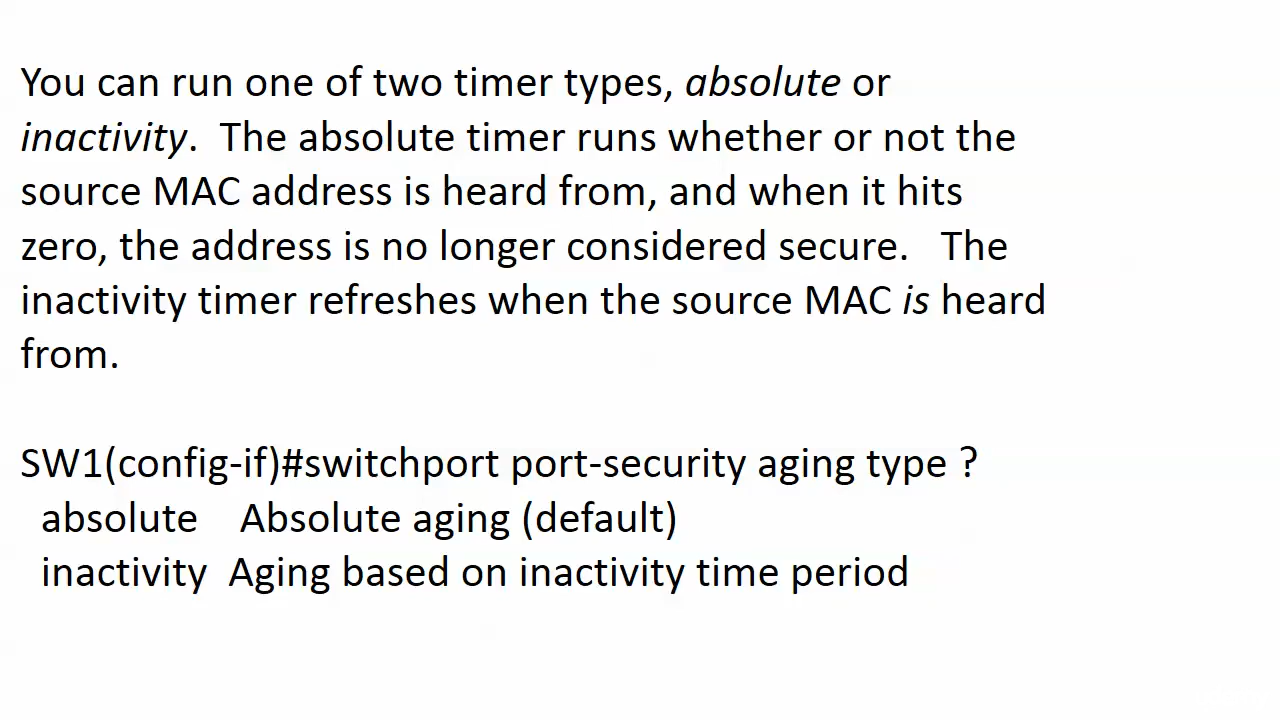 You can run one of two timer types, absolute or
inactivity.  The absolute timer runs whether or not the
source MAC address is heard from, and when it hits
zero, the address is no longer considered secure.   The
inactivity timer refreshes when the source MAC is heard
from.
SW1(config-if)#switchport port-security aging type ?
absolute    Absolute aging (default)
inactivity  Aging based on inactivity time period